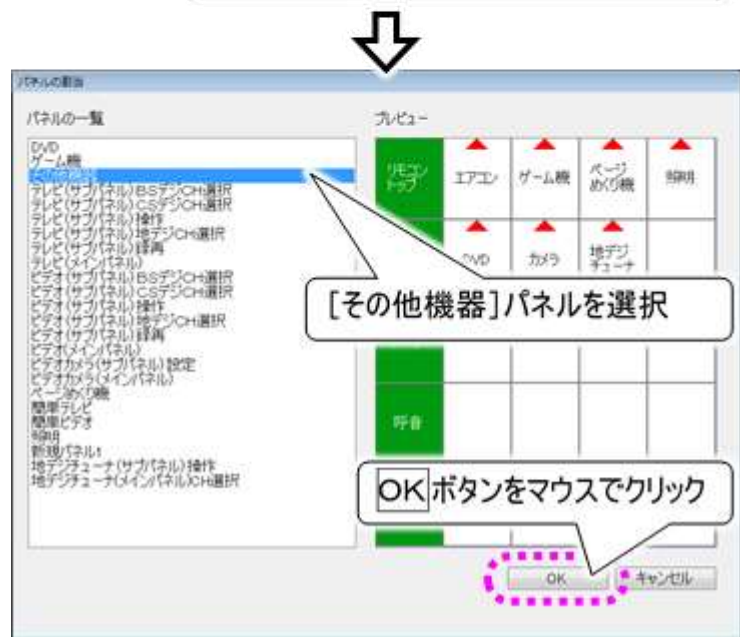 パネルの割当
パネルの一覧
プレビュー
DVD
ゲーム機
その他機器
テレビ(サブパネル)BSデジCH選択
テレビ(サブパネル)CSデジCH選択
テレビ(サブパネル)操作
テレビ(サブパネル)地デジCH選択
テレビ(サブパネル)録再
テレビ(メインパネル)
ビデオ(サブパネル)BSデジCH選択
ビデオ(サブパネル)CSデジCH選択
ビデオ(サブパネル)操作
ビデオ(サブパネル)地デジCH選択
ビデオ(サブパネル)録再
ビデオ(メインパネル)
ビデオカメラ(サブパネル)設定
ビデオカメラ(メインパネル)
ページめくり機
簡単テレビ
簡単ビデオ
照明
新規パネル1
地デジチューナ(サブパネル)操作
地デジチューナ(メインパネル)CH選択
リモコン
トップ
エアコン
ゲーム機
ページ
めくり機
照明
DVD
カメラ
地デジ
チューナ
[その他機器]パネルを選択
呼音
OKボタンをマウスでクリック
OK
キャンセル